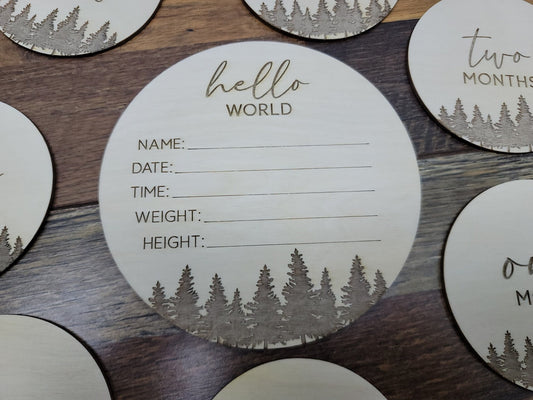 hello
WORLD
NAME:
DATE:
TIME:
WEIGHT:
HEIGHT:
two
MONTHS